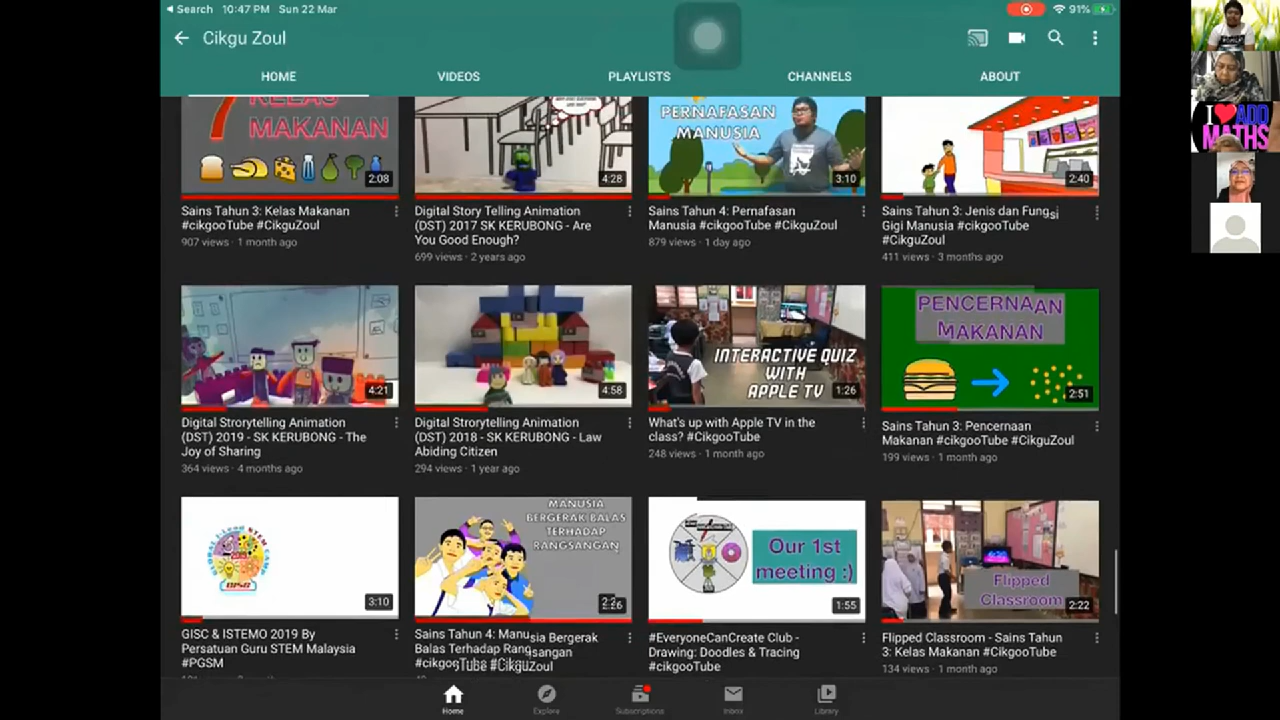 Search 10:47 PM Sun 22 Mar 91%
Cikgu Zoul
HOME VIDEOS PLAYLISTS CHANNELS ABOUT
KELAS
MAKANAN
2:08
4:28
PERNAFASAN
MANUSIA
3:10
2:40
Sains Tahun 3: Kelas Makanan
#cikgooTube #CikguZoul
907 views · 1 month ago
Digital Story Telling Animation
(DST) 2017 SK KERUBONG - Are
You Good Enough?
699 views · 2 years ago
Sains Tahun 4: Pernafasan
Manusia #cikgooTube #CikguZoul
879 views · 1 day ago
Sains Tahun 3: Jenis dan Fungsi
Gigi Manusia #cikgooTube
#CikguZoul
411 views · 3 months ago
4:21
4:58
INTERACTIVE QUIZ
WITH
APPLE TV
1:26
PENCERNAAN
MAKANAN
2:51
Digital Strorytelling Animation
(DST) 2019 - SK KERUBONG - The
Joy of Sharing
364 views · 4 months ago
Digital Strorytelling Animation
(DST) 2018 - SK KERUBONG - Law
Abiding Citizen
294 views · 1 year ago
What's up with Apple TV in the
class? #CikgooTube
248 views · 1 month ago
Sains Tahun 3: Pencernaan
Makanan #cikgooTube #CikguZoul
199 views · 1 month ago
3:10
MANUSIA
BERGERAK BALAS
TERHADAP
RANGSANGAN
2:26
Our 1st
meeting :)
1:55
Flipped
Classroom
2:22
GISC & ISTEMO 2019 By
Persatuan Guru STEM Malaysia
#PGSM
Sains Tahun 4: Manusia Bergerak
Balas Terhadap Rangsangan
#cikgooTube #CikguZoul
#EveryoneCanCreate Club -
Drawing: Doodles & Tracing
#cikgooTube
Flipped Classroom - Sains Tahun
3: Kelas Makanan #CikguZoul
134 views · 1 month ago
Home Explore Subscriptions Inbox Library
I ADD
MATHS